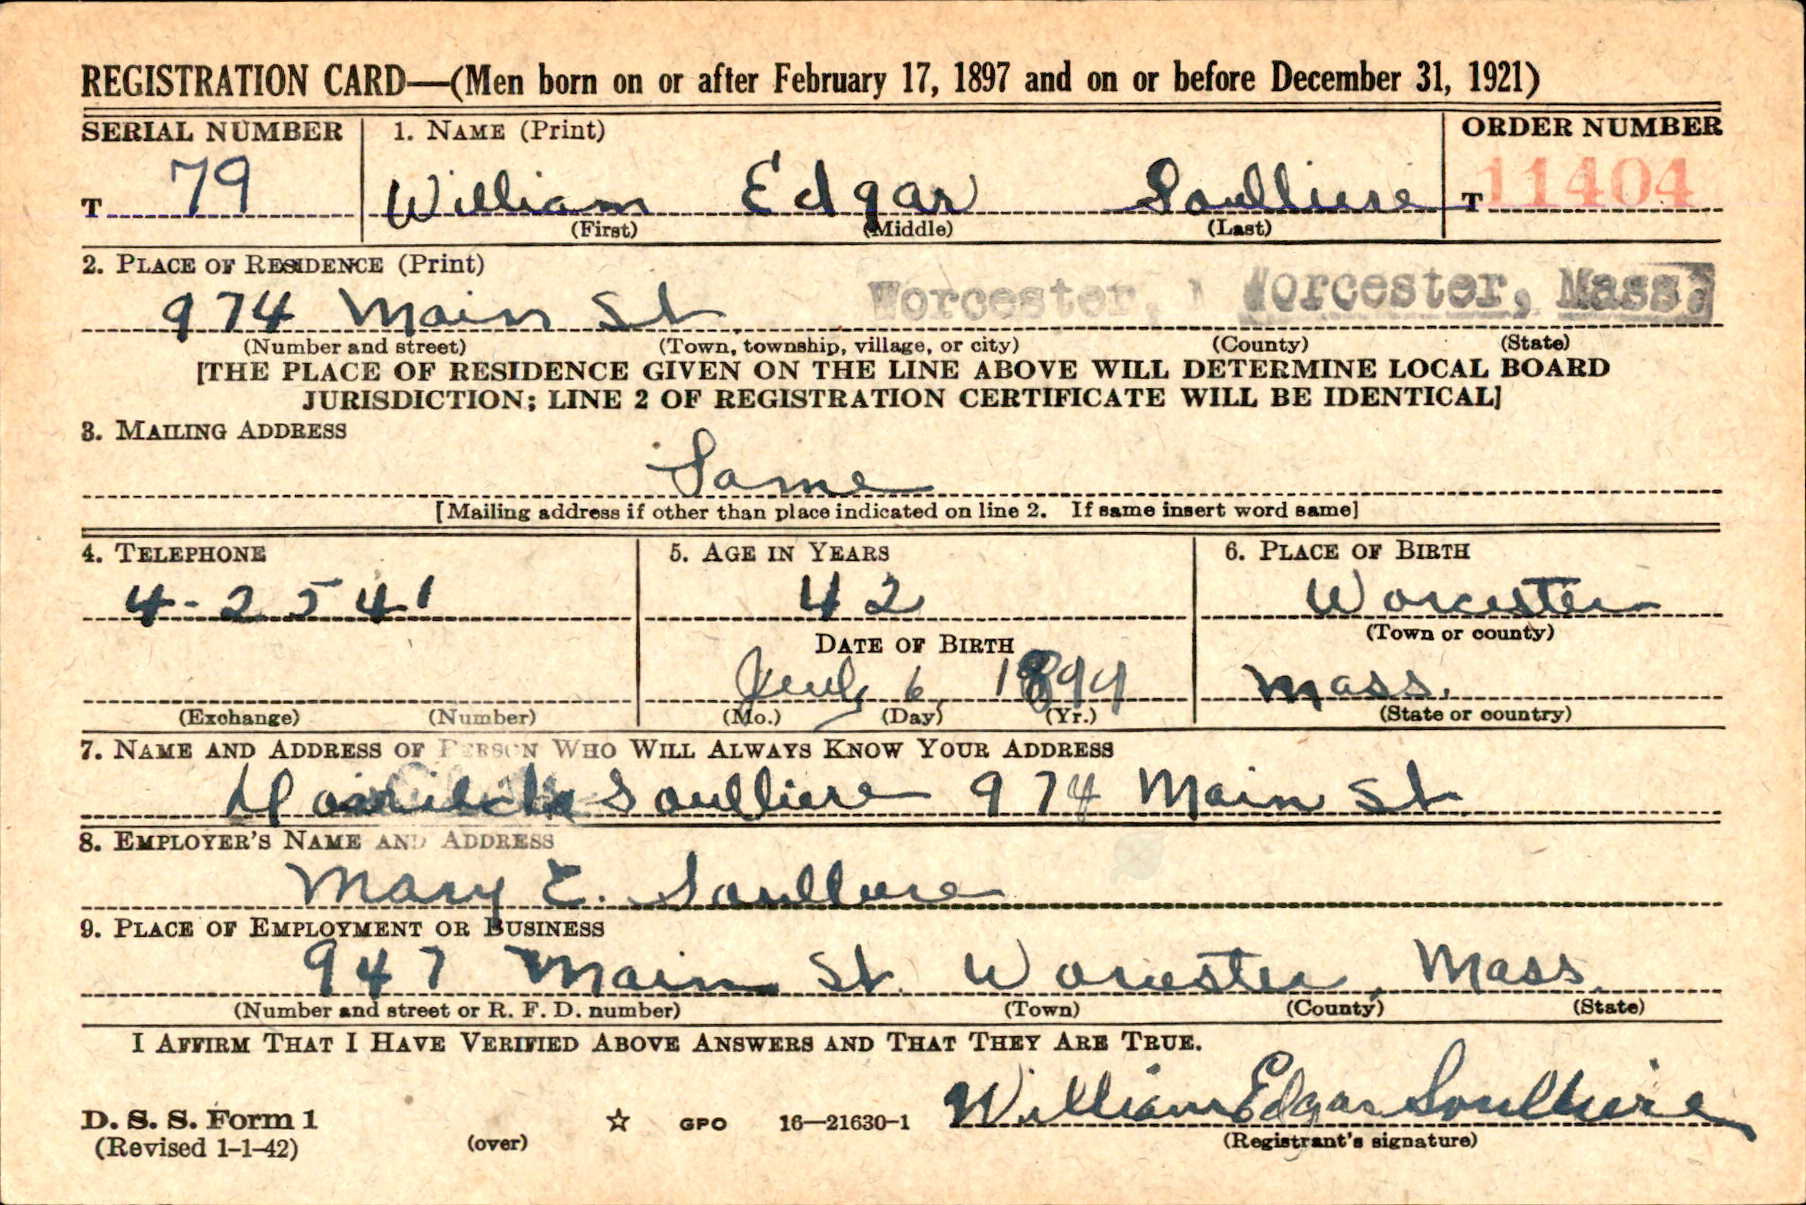 REGISTRATION CARD—(Men born on or after February 17, 1897 and on or before December 31, 1921)
SERIAL NUMBER 1. NAME (Print) ORDER NUMBER
T 79 William Edgar Soulliere T 11404
(First) (Middle) (Last)
2. PLACE OF RESIDENCE (Print)
974 Main St. Worcester, M Worcester, Mass.
(Number and street) (Town, township, village, or city) (County) (State)
[THE PLACE OF RESIDENCE GIVEN ON THE LINE ABOVE WILL DETERMINE LOCAL BOARD
JURISDICTION; LINE 2 OF REGISTRATION CERTIFICATE WILL BE IDENTICAL]
3. MAILING ADDRESS
Same
[Mailing address if other than place indicated on line 2. If same insert word same]
4. TELEPHONE 5. AGE IN YEARS 6. PLACE OF BIRTH
4-2541 42 Worcester
(Town or county)
DATE OF BIRTH
July 6 1899 Mass.
(Exchange) (Number) (Mo.) (Day) (Yr.) (State or country)
7. NAME AND ADDRESS OF PERSON WHO WILL ALWAYS KNOW YOUR ADDRESS
Soulliere 974 Main St.
8. EMPLOYER'S NAME AND ADDRESS
Mary E. Soulliere
9. PLACE OF EMPLOYMENT OR BUSINESS
947 Main St. Worcester, Mass.
(Number and street or R. F. D. number) (Town) (County) (State)
I AFFIRM THAT I HAVE VERIFIED ABOVE ANSWERS AND THAT THEY ARE TRUE.
William Edgar Soulliere
D. S. S. Form 1 GPO 16—21630-1
(Revised 1-1-42) (over) (Registrant's signature)